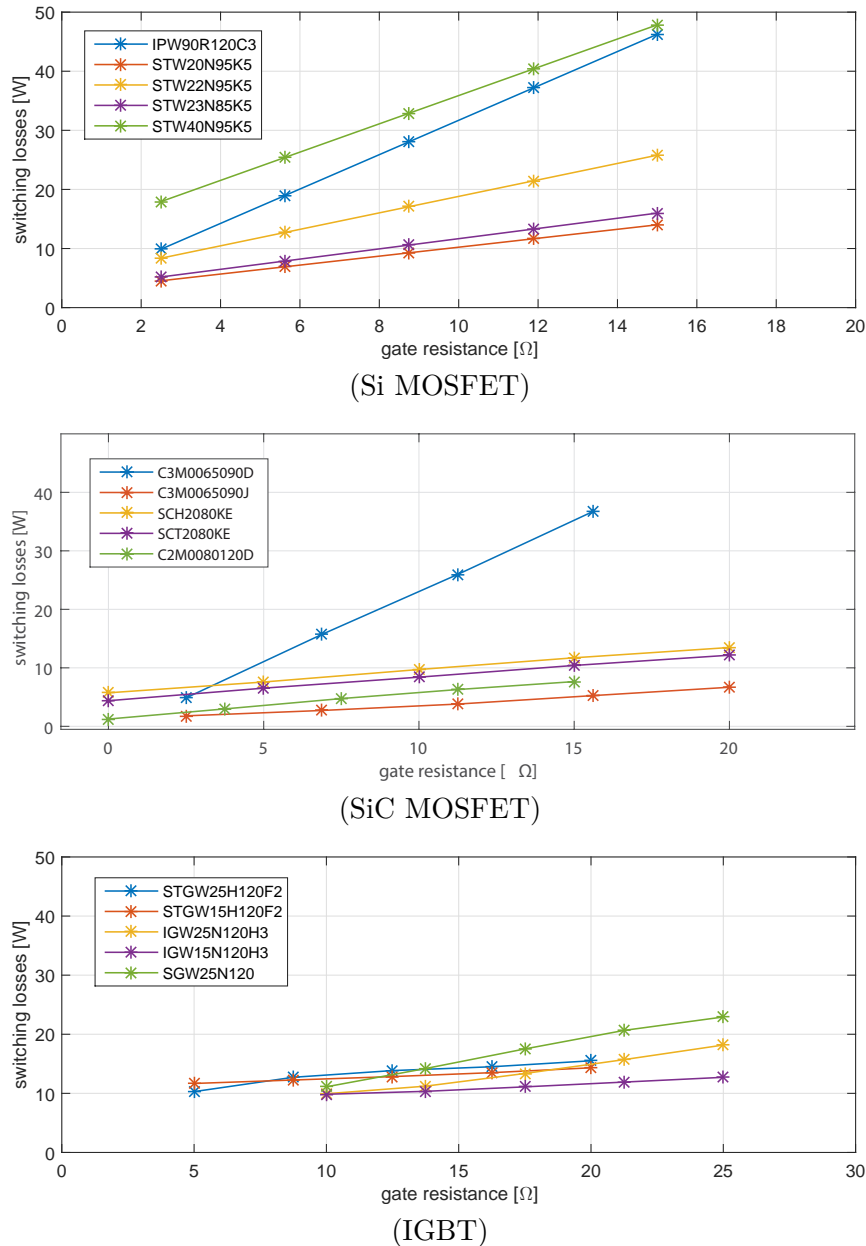 50
40
30
20
10
0
switching losses [W]
IPW90R120C3
STW20N95K5
STW22N95K5
STW23N85K5
STW40N95K5
0 2 4 6 8 10 12 14 16 18 20
gate resistance [Ω]
(Si MOSFET)
40
30
20
10
0
switching losses [W]
C3M0065090D
C3M0065090J
SCH2080KE
SCT2080KE
C2M0080120D
0 5 10 15 20
gate resistance [ Ω]
(SiC MOSFET)
50
40
30
20
10
0
switching losses [W]
STGW25H120F2
STGW15H120F2
IGW25N120H3
IGW15N120H3
SGW25N120
0 5 10 15 20 25 30
gate resistance [Ω]
(IGBT)